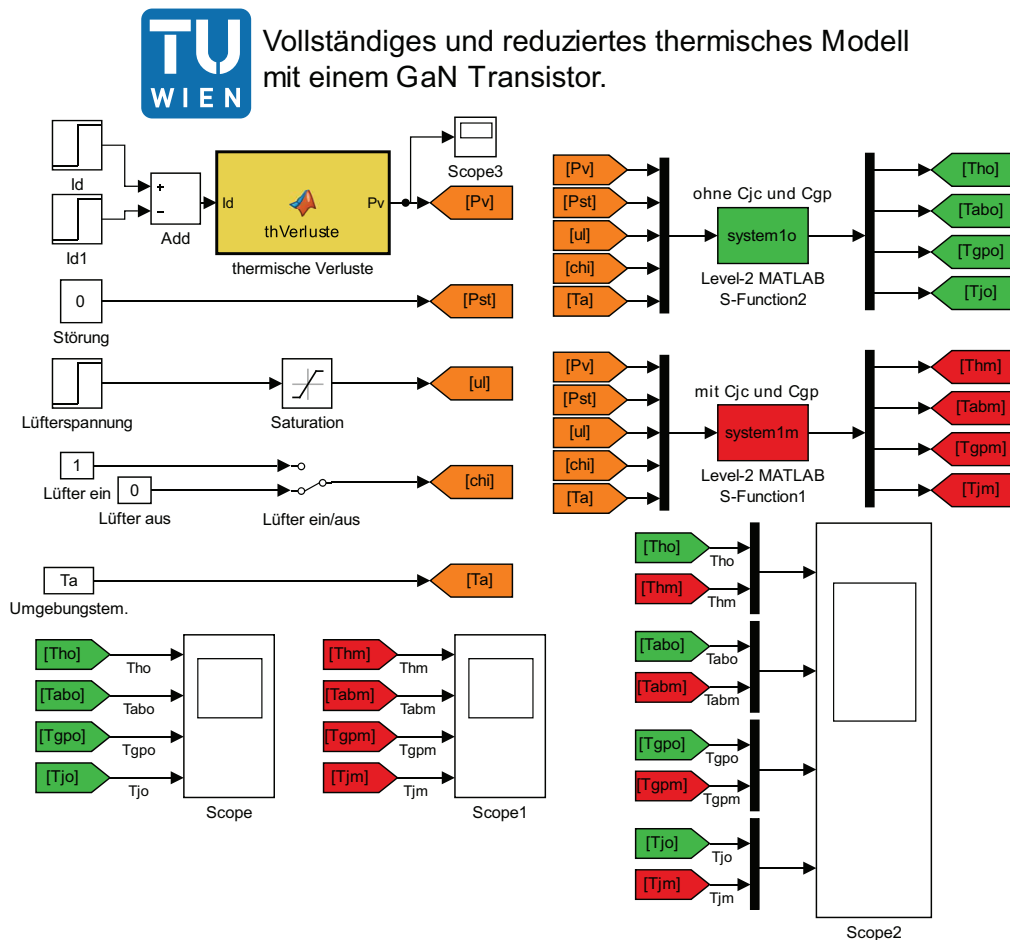 TU
WIEN
Vollständiges und reduziertes thermisches Modell
mit einem GaN Transistor.
Id
Id1
+
−
Add
Id
Pv
thVerluste
thermische Verluste
Scope3
[Pv]
0
Störung
[Pst]
Lüfterspannung
Saturation
[ul]
1
Lüfter ein
0
Lüfter aus
Lüfter ein/aus
[chi]
Ta
Umgebungstem.
[Ta]
[Pv]
[Pst]
[ul]
[chi]
[Ta]
ohne Cjc und Cgp
system1o
Level-2 MATLAB
S-Function2
[Tho]
[Tabo]
[Tgpo]
[Tjo]
[Pv]
[Pst]
[ul]
[chi]
[Ta]
mit Cjc und Cgp
system1m
Level-2 MATLAB
S-Function1
[Thm]
[Tabm]
[Tgpm]
[Tjm]
[Tho]
Tho
[Tabo]
Tabo
[Tgpo]
Tgpo
[Tjo]
Tjo
Scope
[Thm]
Thm
[Tabm]
Tabm
[Tgpm]
Tgpm
[Tjm]
Tjm
Scope1
[Tho]
Tho
[Thm]
Thm
[Tabo]
Tabo
[Tabm]
Tabm
[Tgpo]
Tgpo
[Tgpm]
Tgpm
[Tjo]
Tjo
[Tjm]
Tjm
Scope2